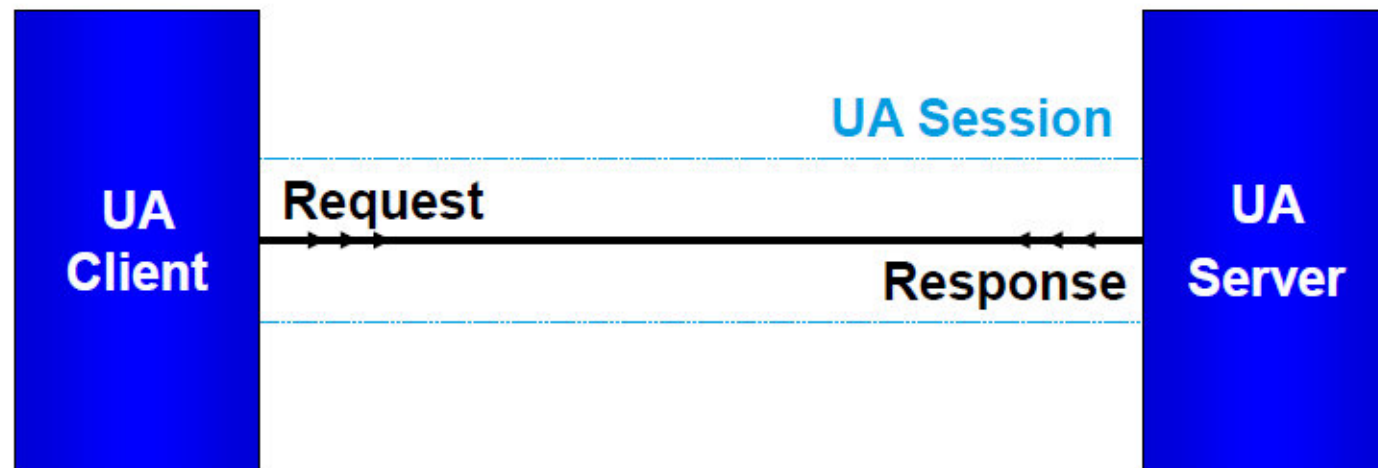 UA Session
Request
UA
Client
UA
Server
Response